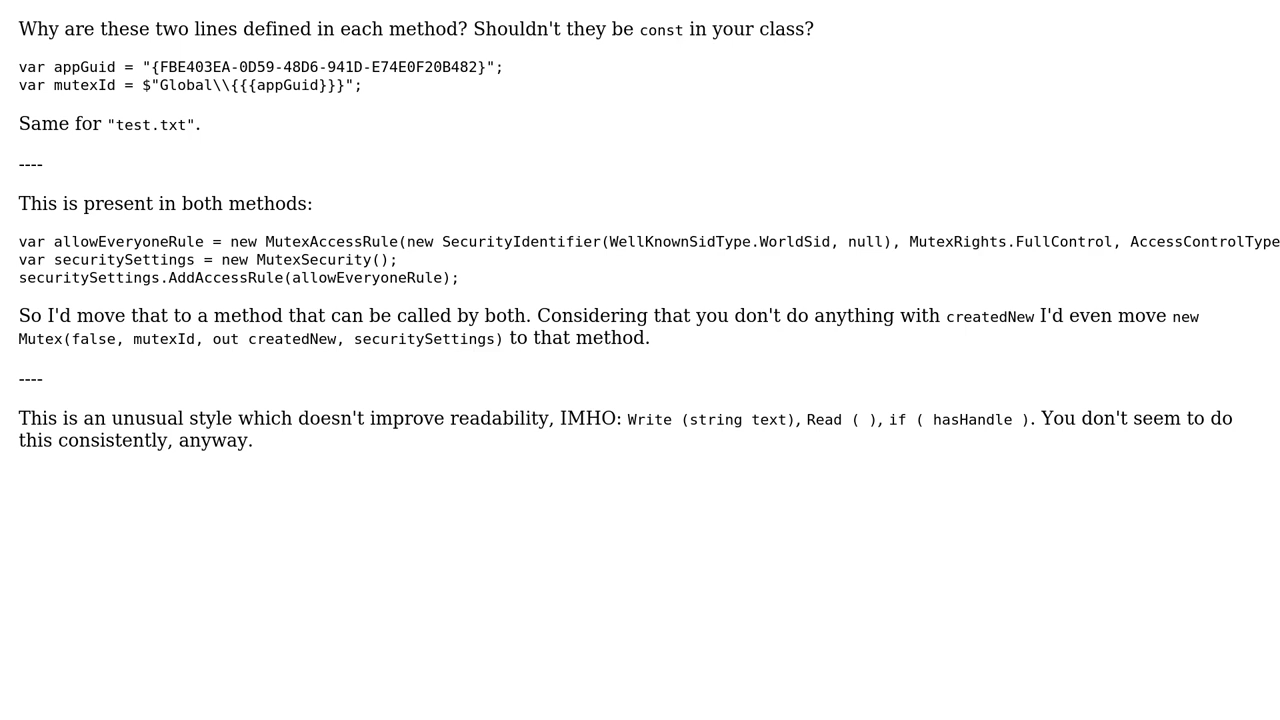 Why are these two lines defined in each method? Shouldn't they be const in your class?
var appGuid = "{FBE403EA-0D59-48D6-941D-E74E0F20B482}";
var mutexId = $"Global\\{{{appGuid}}}";
Same for "test.txt".
----
This is present in both methods:
var allowEveryoneRule = new MutexAccessRule(new SecurityIdentifier(WellKnownSidType.WorldSid, null), MutexRights.FullControl, AccessControlType
var securitySettings = new MutexSecurity();
securitySettings.AddAccessRule(allowEveryoneRule);
So I'd move that to a method that can be called by both. Considering that you don't do anything with createdNew I'd even move new
Mutex(false, mutexId, out createdNew, securitySettings) to that method.
----
This is an unusual style which doesn't improve readability, IMHO: Write (string text), Read ( ), if ( hasHandle ). You don't seem to do
this consistently, anyway.